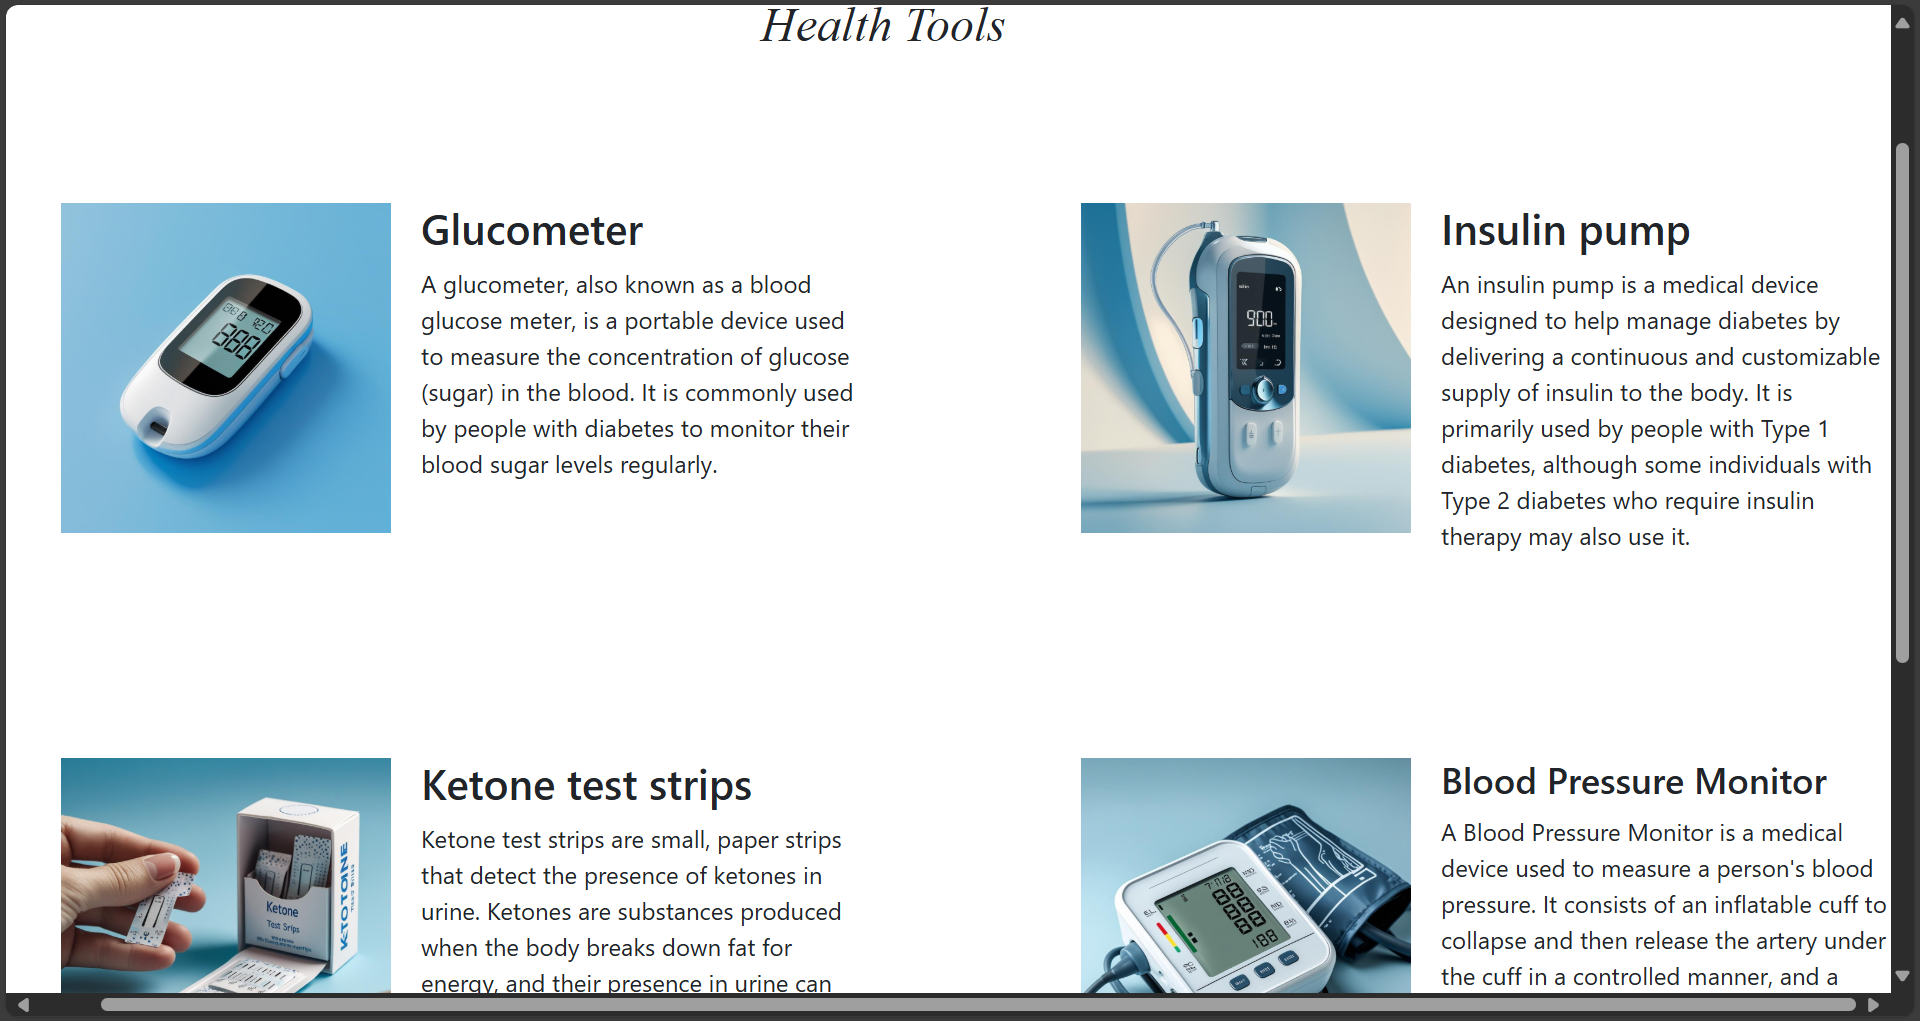 Health Tools
Glucometer
A glucometer, also known as a blood
glucose meter, is a portable device used
to measure the concentration of glucose
(sugar) in the blood. It is commonly used
by people with diabetes to monitor their
blood sugar levels regularly.
900
Insulin pump
An insulin pump is a medical device
designed to help manage diabetes by
delivering a continuous and customizable
supply of insulin to the body. It is
primarily used by people with Type 1
diabetes, although some individuals with
Type 2 diabetes who require insulin
therapy may also use it.
Ketone
Test Srips
KTOTOINE
Ketone test strips
Ketone test strips are small, paper strips
that detect the presence of ketones in
urine. Ketones are substances produced
when the body breaks down fat for
energy, and their presence in urine can
188
Blood Pressure Monitor
A Blood Pressure Monitor is a medical
device used to measure a person's blood
pressure. It consists of an inflatable cuff to
collapse and then release the artery under
the cuff in a controlled manner, and a